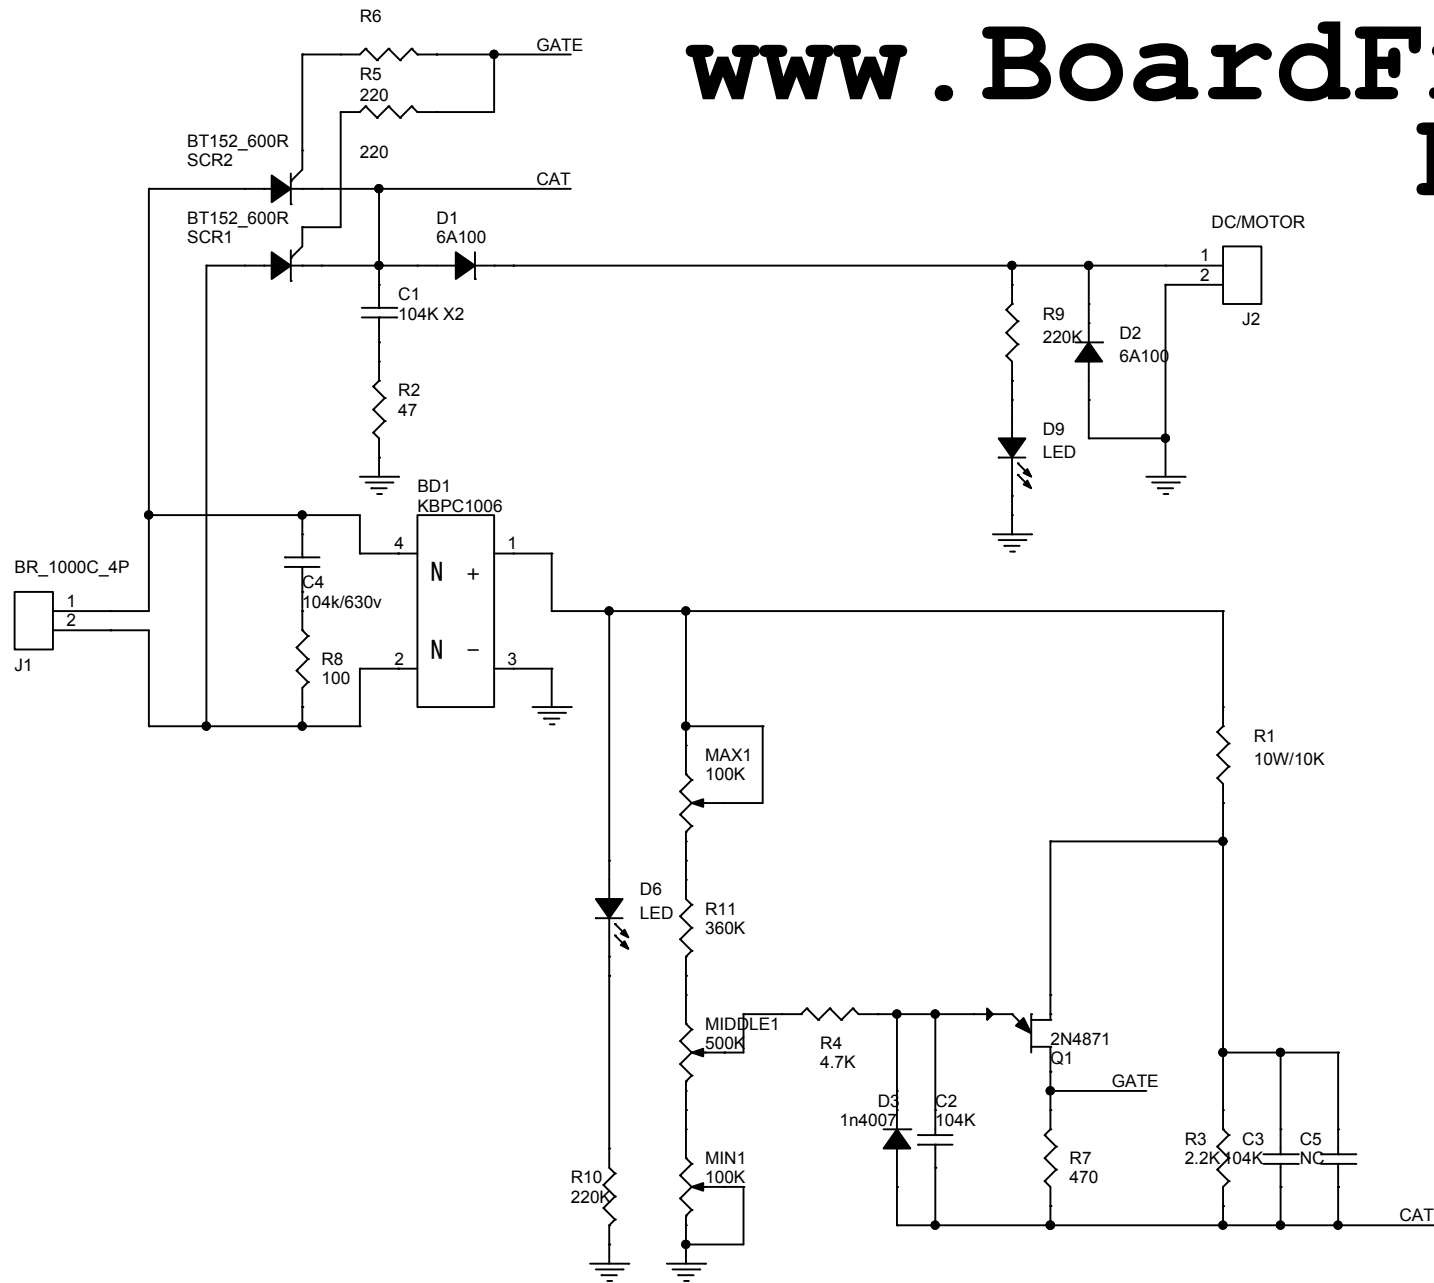 R6
GATE
www.BoardF
R5
220
BT152_600R
SCR2
220
CAT
BT152_600R
SCR1
D1
6A100
DC/MOTOR
1
2
J2
C1
104K X2
R9
220K
D2
6A100
R2
47
D9
LED
BD1
KBPC1006
4
1
N +
BR_1000C_4P
1
2
J1
C4
104k/630v
N -
2
3
R8
100
R1
10W/10K
MAX1
100K
D6
LED
R11
360K
MIDDLE1
500K
R4
4.7K
2N4871
Q1
GATE
D3
1n4007
C2
104K
R7
470
R3
2.2K
C3
104K
C5
NC
R10
220K
MIN1
100K
CAT